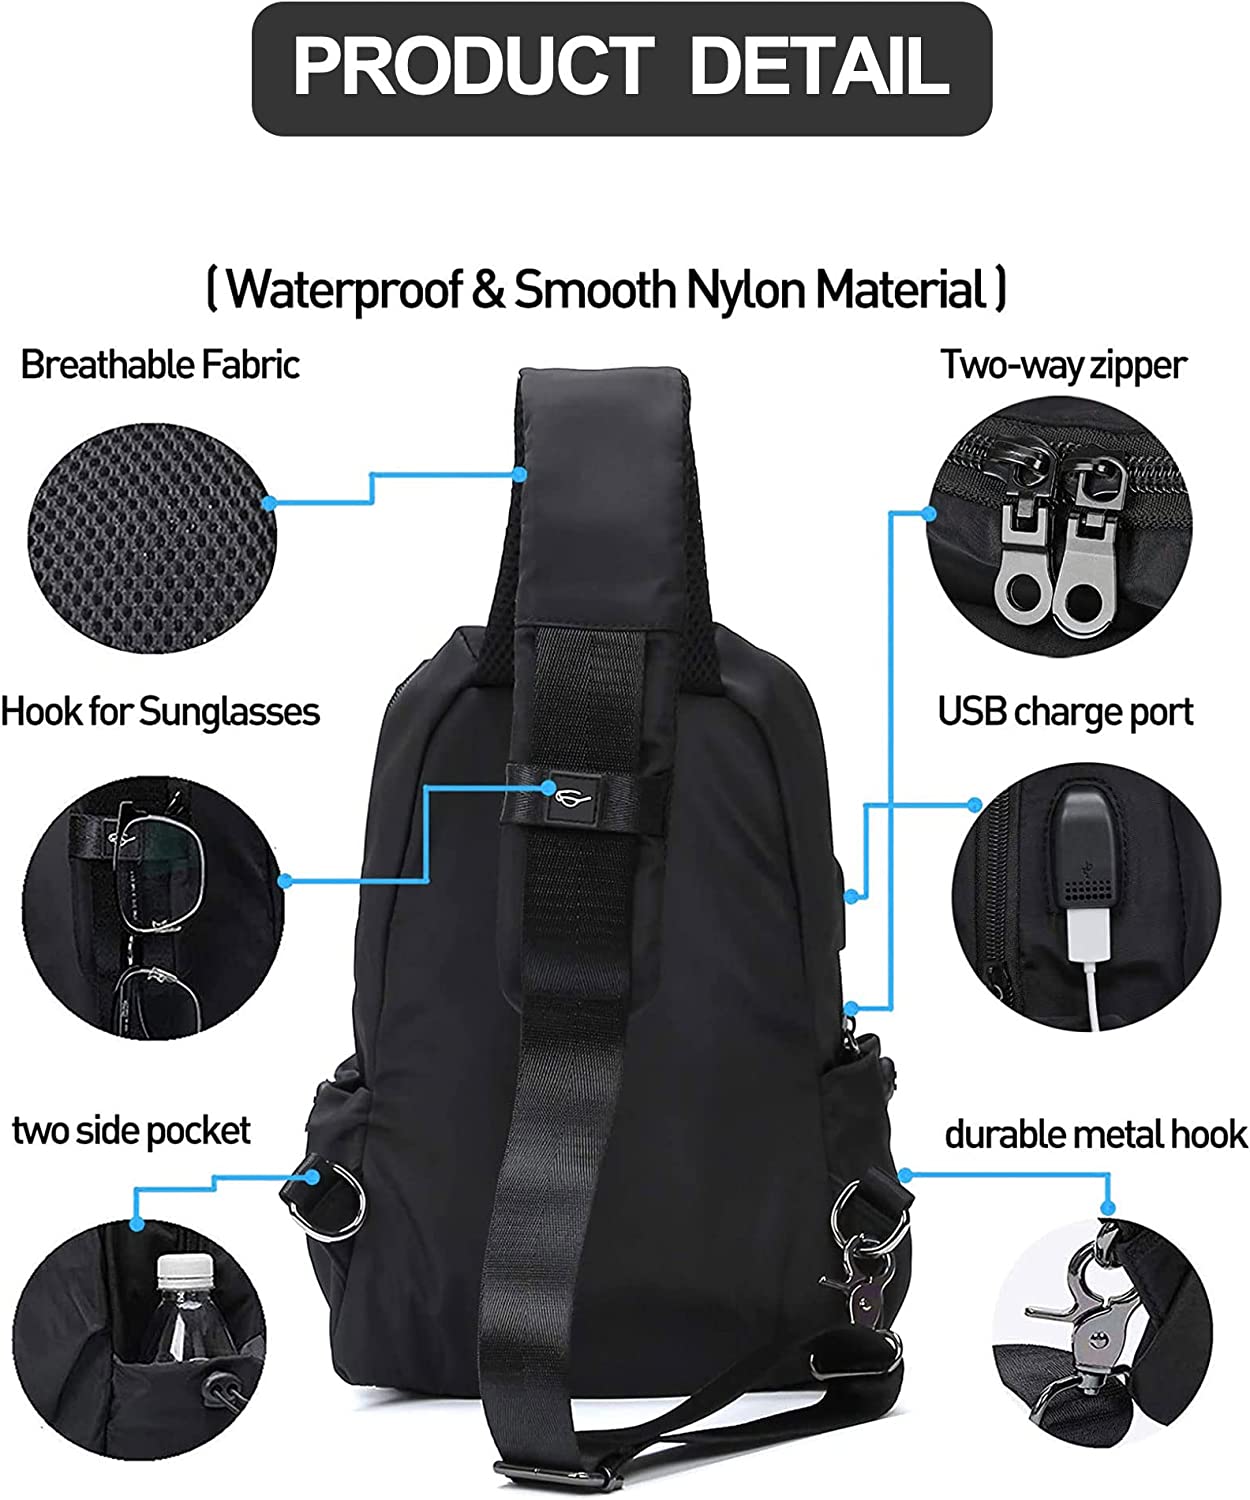 PRODUCT DETAIL
( Waterproof & Smooth Nylon Material )
Breathable Fabric
Two-way zipper
Hook for Sunglasses
USB charge port
two side pocket
durable metal hook